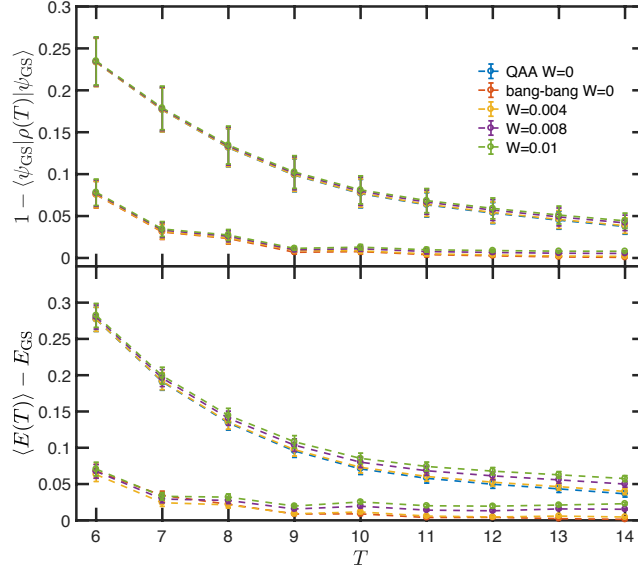 0.3
0.25
0.2
0.15
0.1
0.05
0
1 − ⟨ψGS|ρ(T)|ψGS⟩
QAA W=0
bang-bang W=0
W=0.004
W=0.008
W=0.01
0.3
0.25
0.2
0.15
0.1
0.05
0
⟨E(T)⟩ − EGS
6 7 8 9 10 11 12 13 14
T